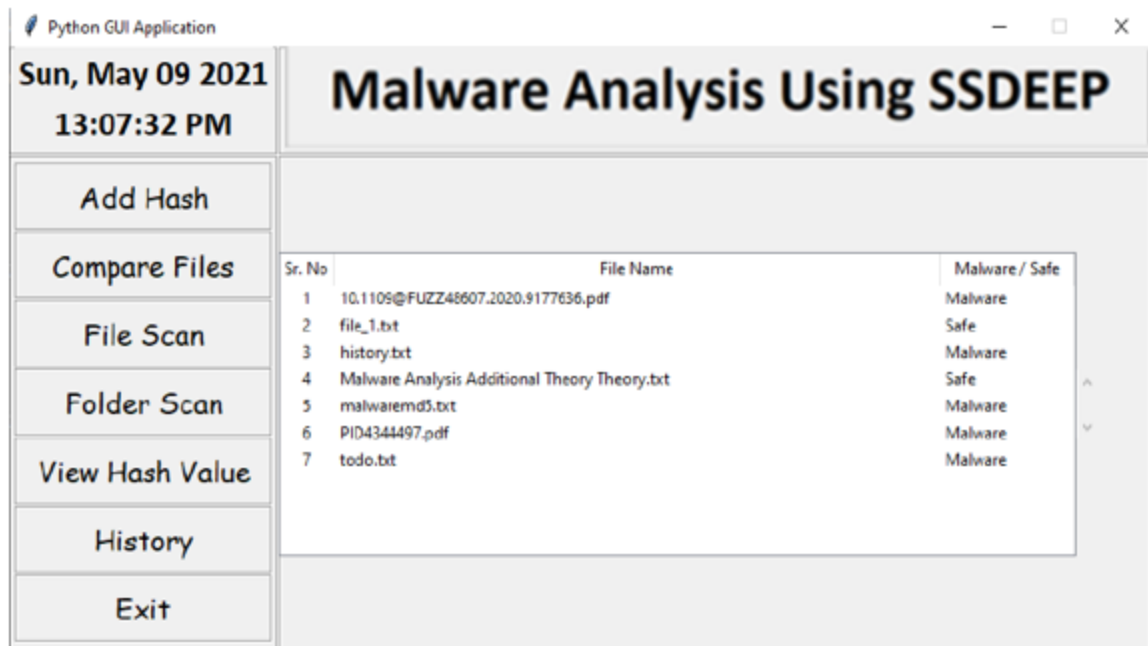 Python GUI Application
Sun, May 09 2021
13:07:32 PM
Malware Analysis Using SSDEEP
Add Hash
Compare Files
File Scan
Folder Scan
View Hash Value
History
Exit
Sr. No File Name Malware / Safe
1 10.1109@FUZZ48607.2020.9177636.pdf Malware
2 file_1.txt Safe
3 history.txt Malware
4 Malware Analysis Additional Theory Theory.txt Safe
5 malwaremd5.txt Malware
6 PID4344497.pdf Malware
7 todo.txt Malware